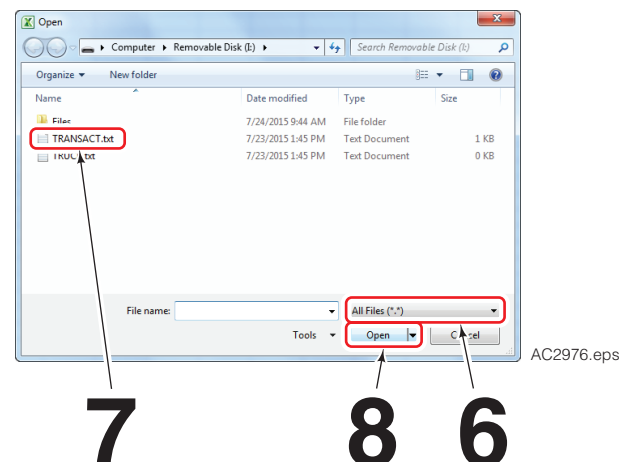 Open
Computer Removable Disk (I:) Search Removable Disk (I:)
Organize New folder
Name Date modified Type Size
Files 7/24/2015 9:44 AM File folder
TRANSACT.txt 7/23/2015 1:45 PM Text Document 1 KB
TRUCK.txt 7/23/2015 1:45 PM Text Document 0 KB
File name: All Files (*.*)
Tools Open Cancel
AC2976.eps
7 8 6